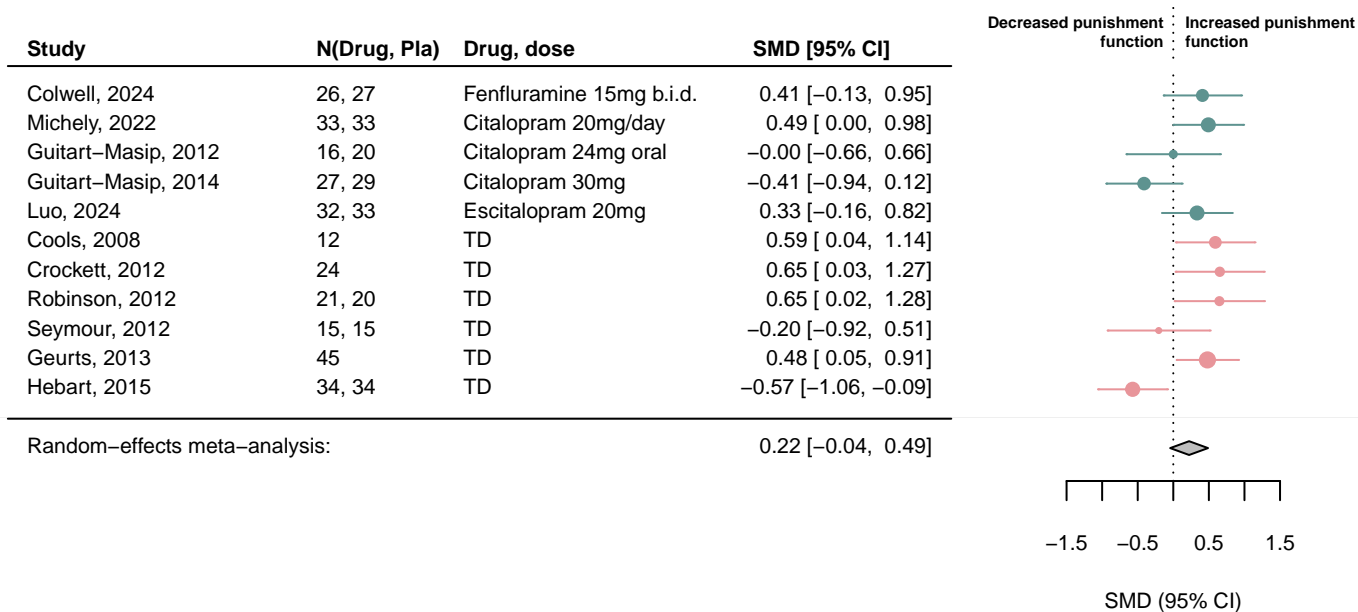 Decreased punishment function
Increased punishment function
Study N(Drug, Pla) Drug, dose SMD [95% CI]
Colwell, 2024 26, 27 Fenfluramine 15mg b.i.d. 0.41 [−0.13, 0.95]
Michely, 2022 33, 33 Citalopram 20mg/day 0.49 [ 0.00, 0.98]
Guitart−Masip, 2012 16, 20 Citalopram 24mg oral −0.00 [−0.66, 0.66]
Guitart−Masip, 2014 27, 29 Citalopram 30mg −0.41 [−0.94, 0.12]
Luo, 2024 32, 33 Escitalopram 20mg 0.33 [−0.16, 0.82]
Cools, 2008 12 TD 0.59 [ 0.04, 1.14]
Crockett, 2012 24 TD 0.65 [ 0.03, 1.27]
Robinson, 2012 21, 20 TD 0.65 [ 0.02, 1.28]
Seymour, 2012 15, 15 TD −0.20 [−0.92, 0.51]
Geurts, 2013 45 TD 0.48 [ 0.05, 0.91]
Hebart, 2015 34, 34 TD −0.57 [−1.06, −0.09]
Random−effects meta−analysis: 0.22 [−0.04, 0.49]
−1.5 −0.5 0.5 1.5
SMD (95% CI)